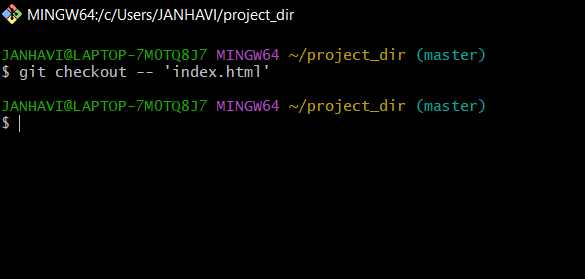 MINGW64:/c/Users/JANHAVI/project_dir
JANHAVI@LAPTOP-7M0TQ8J7 MINGW64 ~/project_dir (master)
$ git checkout -- 'index.html'
JANHAVI@LAPTOP-7M0TQ8J7 MINGW64 ~/project_dir (master)
$